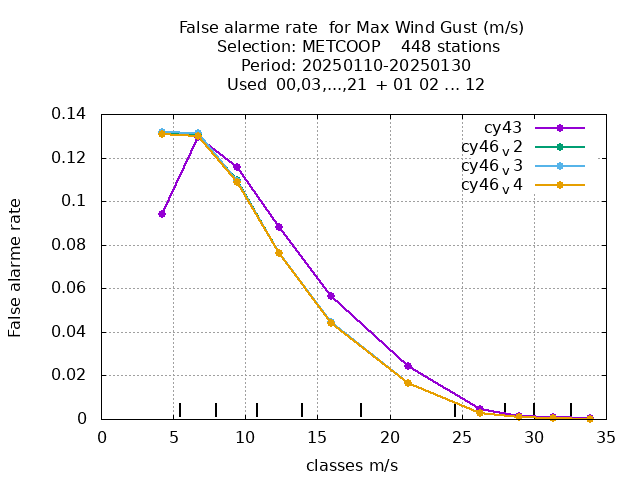 False alarme rate  for Max Wind Gust (m/s)
Selection: METCOOP    448 stations
Period: 20250110-20250130
Used  00,03,...,21  + 01 02 ... 12
0.14
0.12
0.1
0.08
0.06
0.04
0.02
0
False alarme rate
cy43
cy46_v2
cy46_v3
cy46_v4
0 5 10 15 20 25 30 35
classes m/s